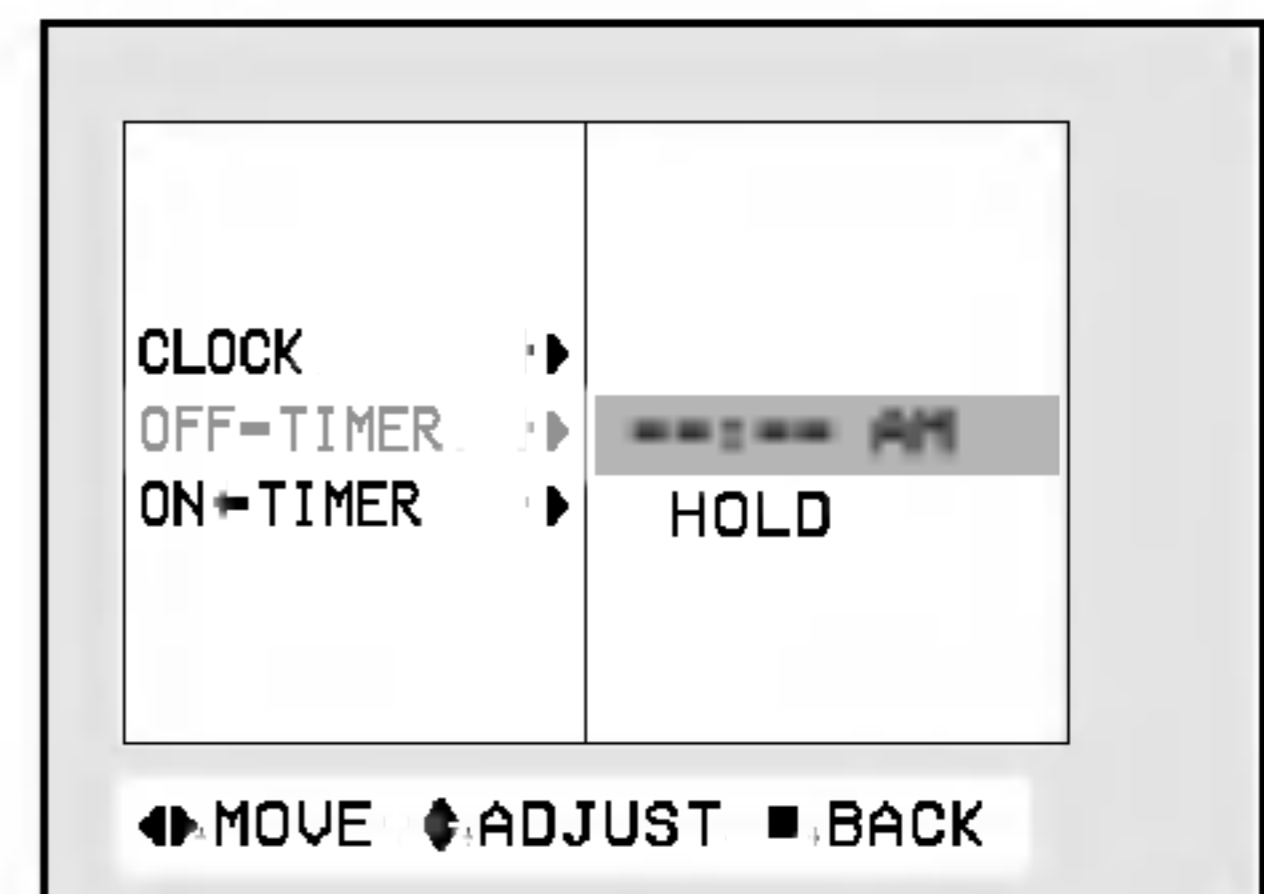 CLOCK ▶
OFF-TIMER ▶ --:-- AM
ON-TIMER ▶ HOLD
◀▶ MOVE ▲▼ ADJUST ■ BACK